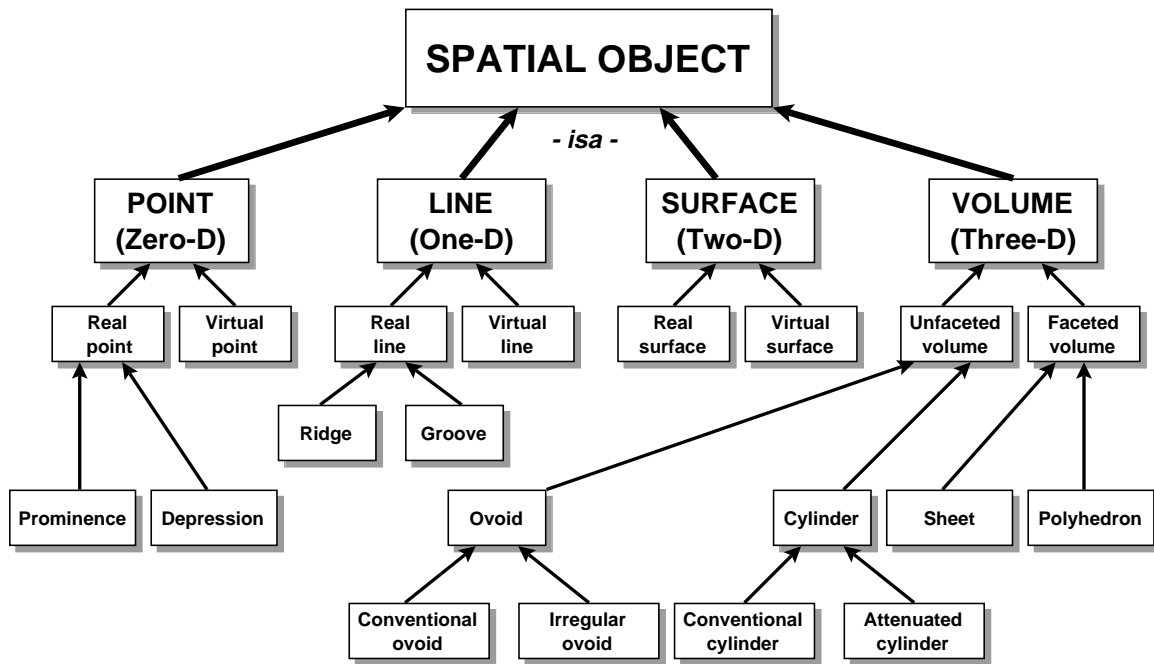 SPATIAL OBJECT
- isa -
POINT
(Zero-D)
LINE
(One-D)
SURFACE
(Two-D)
VOLUME
(Three-D)
Real
point
Virtual
point
Real
line
Virtual
line
Real
surface
Virtual
surface
Unfaceted
volume
Faceted
volume
Ridge
Groove
Prominence
Depression
Ovoid
Cylinder
Sheet
Polyhedron
Conventional
ovoid
Irregular
ovoid
Conventional
cylinder
Attenuated
cylinder